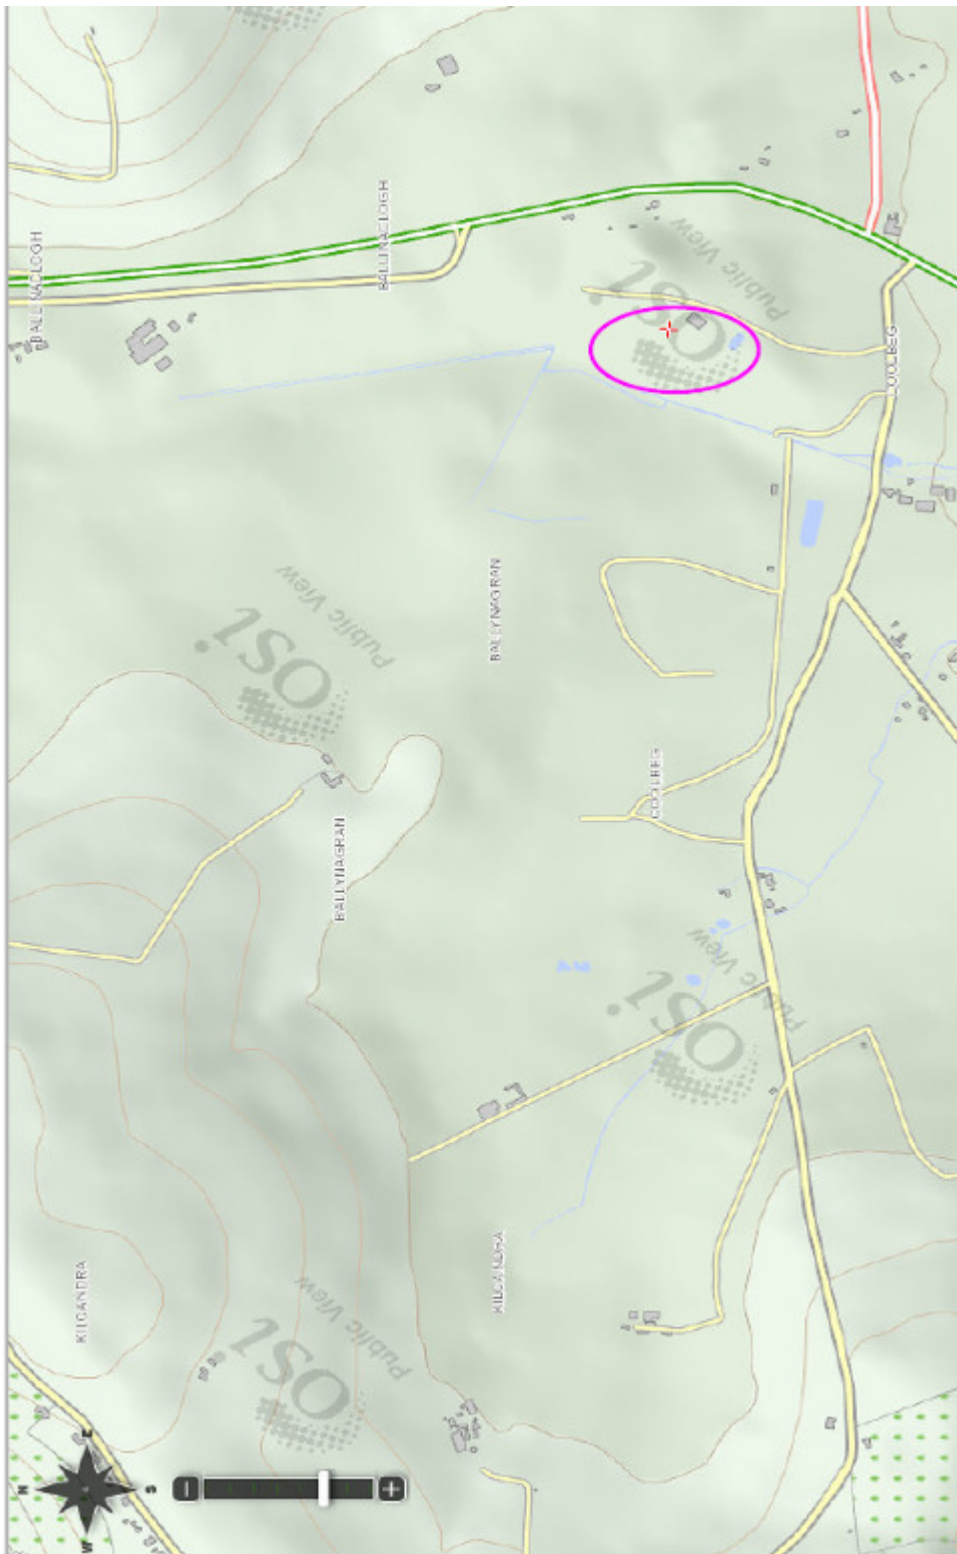 BALLINACLOGH
KILCANDRA
N
W
E
S
OSi
Public View
OSi
Public View
BALLYNAGRAN
BALLINACLOGH
KILCANDRA
BALLYNAGRAN
OSi
Public View
OSi
Public View
COOLBEG
COOLBEG